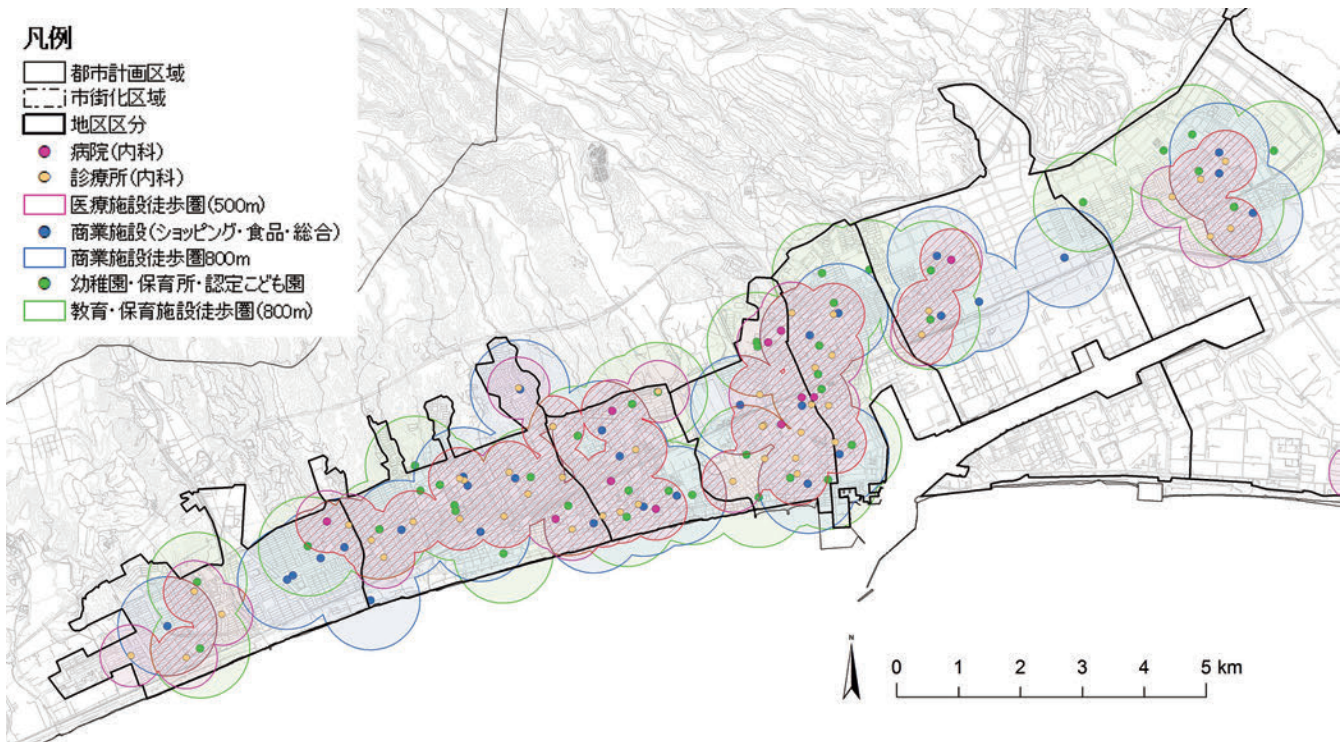 凡例
都市計画区域
市街化区域
地区区分
病院(内科)
診療所(内科)
医療施設徒歩圏(500m)
商業施設(ショッピング・食品・総合)
商業施設徒歩圏800m
幼稚園・保育所・認定こども園
教育・保育施設徒歩圏(800m)
N
0 1 2 3 4 5 km